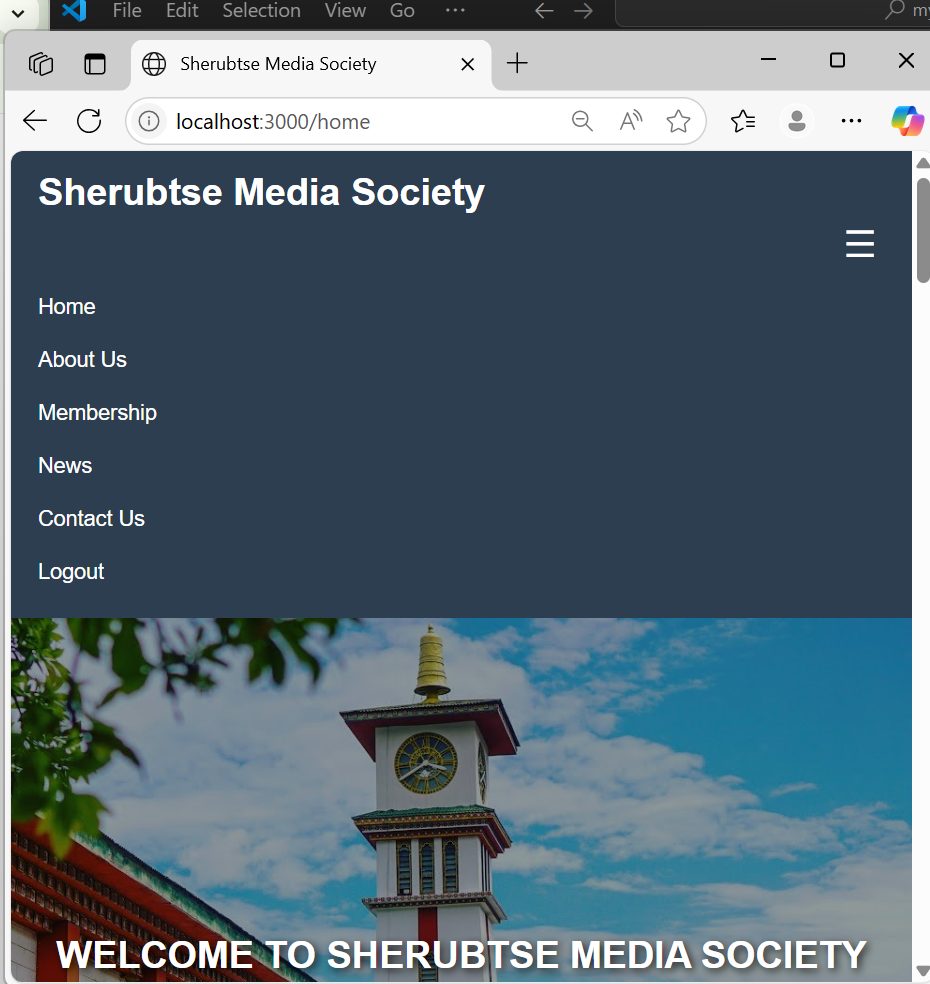 File Edit Selection View Go ··· my
Sherubtse Media Society
localhost:3000/home
Sherubtse Media Society
Home
About Us
Membership
News
Contact Us
Logout
WELCOME TO SHERUBTSE MEDIA SOCIETY